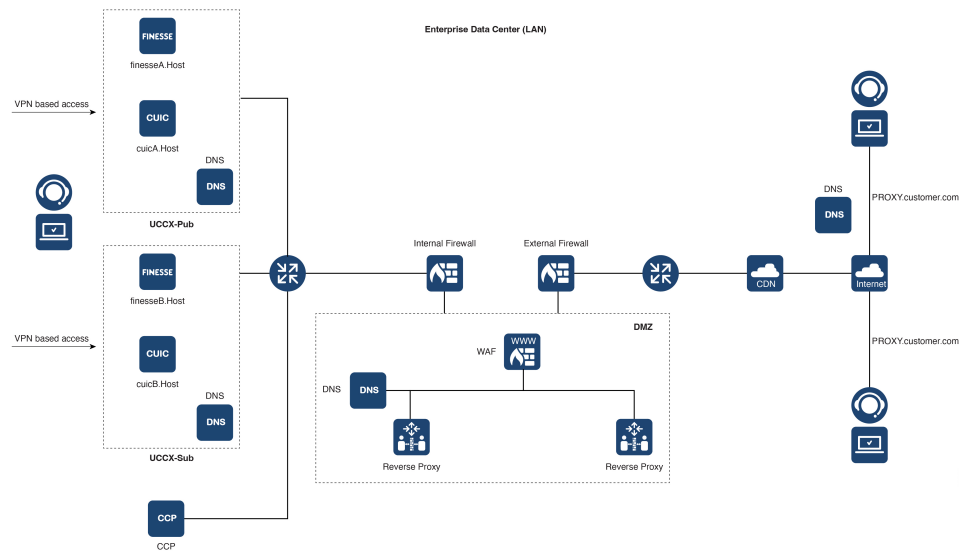 Enterprise Data Center (LAN)
FINESSE
finesseA.Host
VPN based access
CUIC
cuicA.Host
DNS
DNS
UCCX-Pub
FINESSE
finesseB.Host
VPN based access
CUIC
cuicB.Host
DNS
DNS
UCCX-Sub
CCP
CCP
Internal Firewall
External Firewall
DMZ
WWW
WAF
DNS
DNS
Reverse Proxy
Reverse Proxy
CDN
Internet
DNS
DNS
PROXY.customer.com
PROXY.customer.com